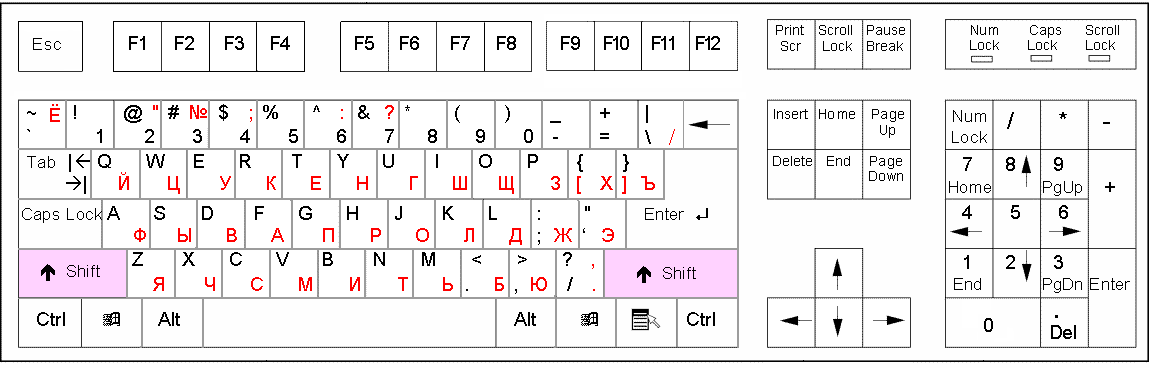 Esc F1 F2 F3 F4 F5 F6 F7 F8 F9 F10 F11 F12 Print Scr Scroll Lock Pause Break Num Lock Caps Lock Scroll Lock
~ Ё ` ! 1 @ " 2 # № 3 $ ; 4 % 5 ^ : 6 & ? 7 * 8 ( 9 ) 0 _ - + = | \ / Insert Home Page Up Num Lock / * -
Tab Q Й W Ц E У R К T Е Y Н U Г I Ш O Щ P З { [ Х } ] Ъ Delete End Page Down 7 Home 8 9 PgUp +
Caps Lock A Ф S Ы D В F А G П H Р J О K Л L Д : ; Ж " ‘ Э Enter 4 5 6
Shift Z Я X Ч C С V М B И N Т M Ь < . Б > , Ю ? , / . Shift 1 End 2 3 PgDn Enter
Ctrl Alt Alt Ctrl 0 . Del